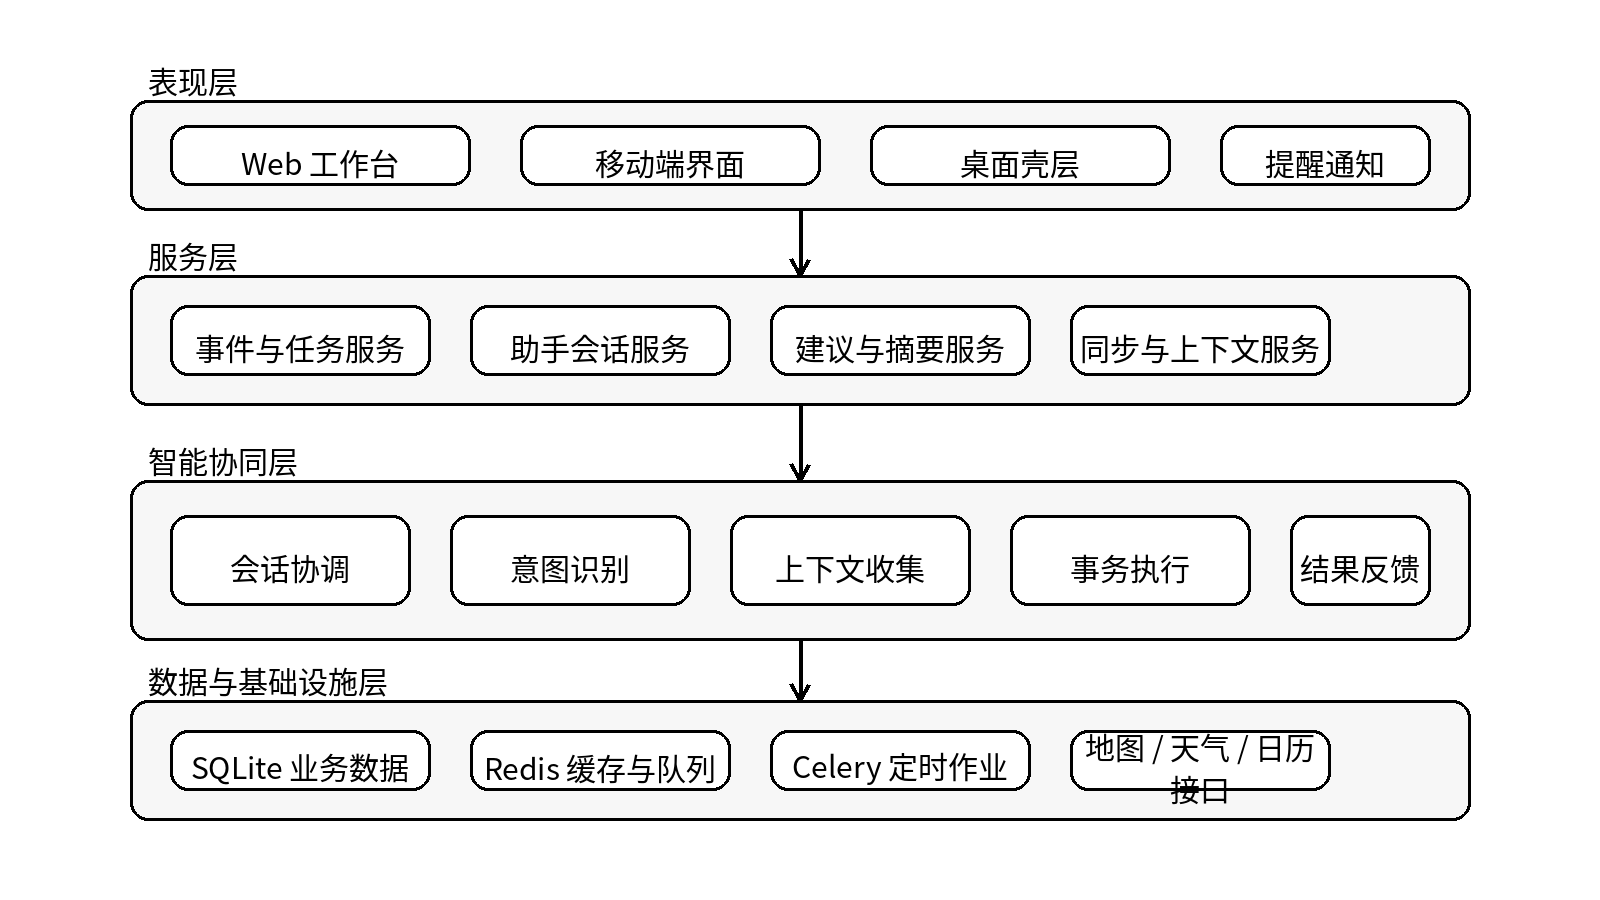 表现层
Web 工作台
移动端界面
桌面壳层
提醒通知
服务层
事件与任务服务
助手会话服务
建议与摘要服务
同步与上下文服务
智能协同层
会话协调
意图识别
上下文收集
事务执行
结果反馈
数据与基础设施层
SQLite 业务数据
Redis 缓存与队列
Celery 定时作业
地图 / 天气 / 日历
接口